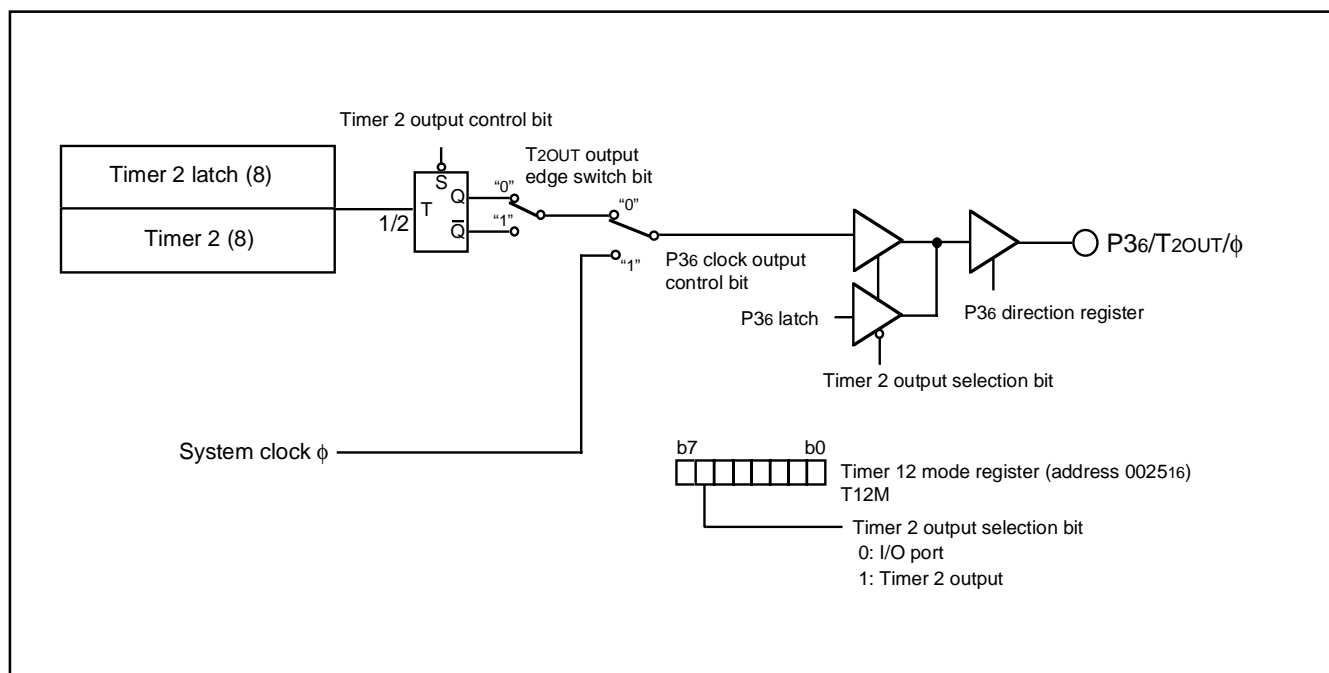 Timer 2 output control bit
T2OUT output
edge switch bit
Timer 2 latch (8)
Timer 2 (8)
1/2
T
S
Q
Q̅
“0”
“1”
“0”
“1”
P36 clock output
control bit
P36/T2OUT/ϕ
P36 latch
P36 direction register
Timer 2 output selection bit
System clock ϕ
b7 b0
Timer 12 mode register (address 002516)
T12M
Timer 2 output selection bit
0: I/O port
1: Timer 2 output